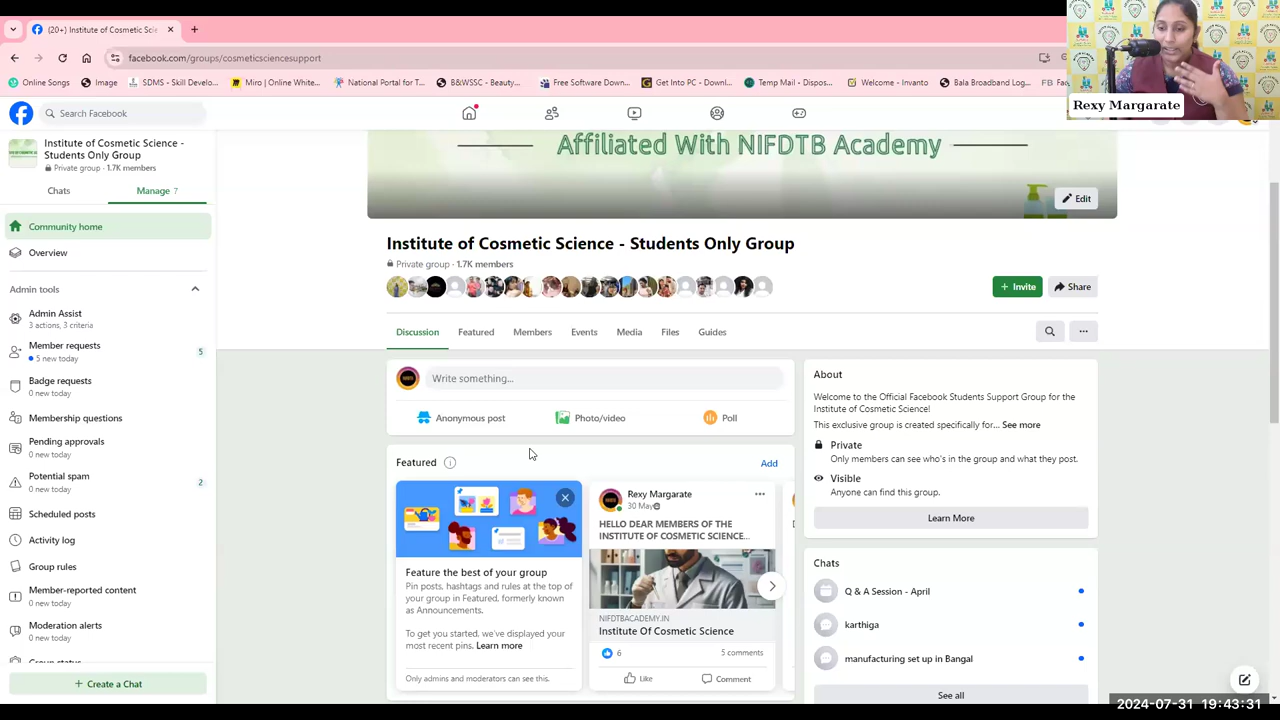 (20+) Institute of Cosmetic Scie
facebook.com/groups/cosmeticsciencesupport
Online Songs
Image
SDMS - Skill Develo...
Miro | Online White...
National Portal for T...
B&WSSC - Beauty...
FrontSoftware Down...
Get Into PC - Downl...
Temp Mail - Dispos...
Welcome - Invanto
Bala Broadband Log...
FB
Rexy Margarate
Search Facebook
Institute of Cosmetic Science -
Students Only Group
Private group · 1.7K members
Chats
Manage 7
Community home
Overview
Admin tools
Admin Assist
3 actions, 3 criteria
Member requests
5 new today
5
Badge requests
0 new today
Membership questions
Pending approvals
0 new today
Potential spam
0 new today
2
Scheduled posts
Activity log
Group rules
Member-reported content
0 new today
Moderation alerts
0 new today
Group status
+ Create a Chat
Affiliated With NIFDTB Academy
Edit
Institute of Cosmetic Science - Students Only Group
Private group · 1.7K members
+ Invite
Share
Discussion
Featured
Members
Events
Media
Files
Guides
Write something...
Anonymous post
Photo/video
Poll
Featured
Add
Feature the best of your group
Pin posts, hashtags and rules at the top of
your group in Featured, formerly known
as Announcements.
To get you started, we've displayed your
most recent pins. Learn more
Only admins and moderators can see this.
Rexy Margarate
30 May
HELLO DEAR MEMBERS OF THE
INSTITUTE OF COSMETIC SCIENCE...
NIFDTBACADEMY.IN
Institute Of Cosmetic Science
6
5 comments
Like
Comment
About
Welcome to the Official Facebook Students Support Group for the
Institute of Cosmetic Science!
This exclusive group is created specifically for... See more
Private
Only members can see who's in the group and what they post.
Visible
Anyone can find this group.
Learn More
Chats
Q & A Session - April
karthiga
manufacturing set up in Bangal
See all
2024-07-31 19:43:31